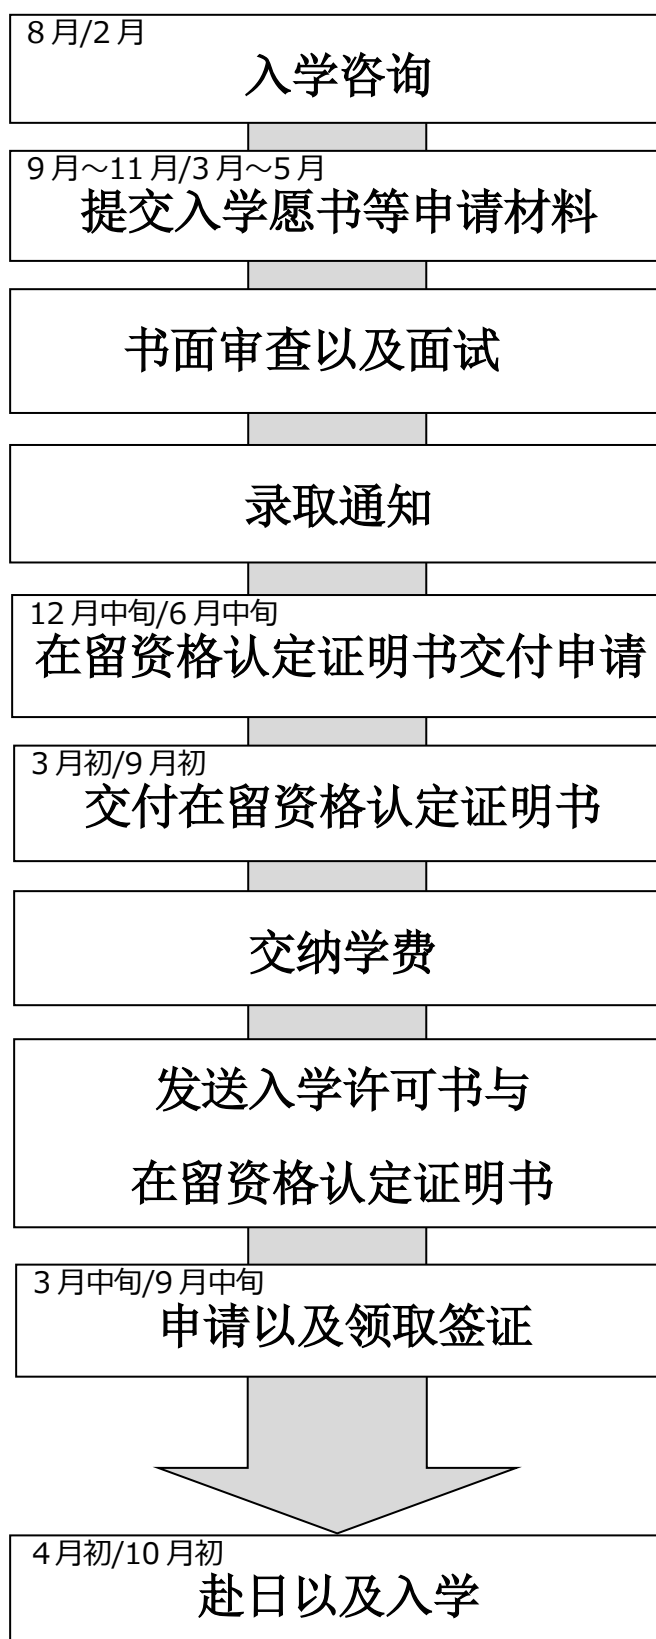 8月/2月
入学咨询
9月～11月/3月～5月
提交入学愿书等申请材料
书面审查以及面试
录取通知
12月中旬/6月中旬
在留资格认定证明书交付申请
3月初/9月初
交付在留资格认定证明书
交纳学费
发送入学许可书与
在留资格认定证明书
3月中旬/9月中旬
申请以及领取签证
4月初/10月初
赴日以及入学